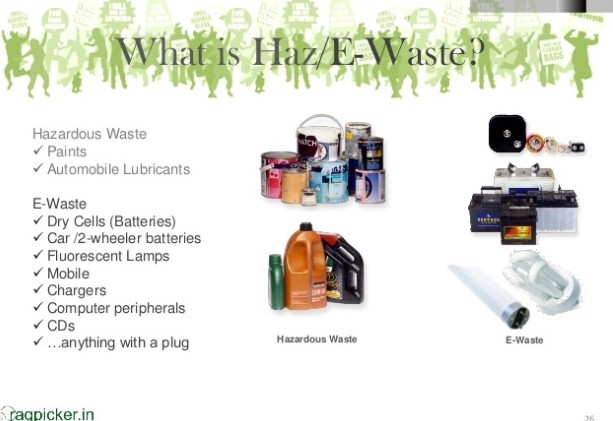 What is Haz/E-Waste?
Hazardous Waste
✓ Paints
✓ Automobile Lubricants
E-Waste
✓ Dry Cells (Batteries)
✓ Car /2-wheeler batteries
✓ Fluorescent Lamps
✓ Mobile
✓ Chargers
✓ Computer peripherals
✓ CDs
✓ …anything with a plug
Hazardous Waste
E-Waste
ragpicker.in
26